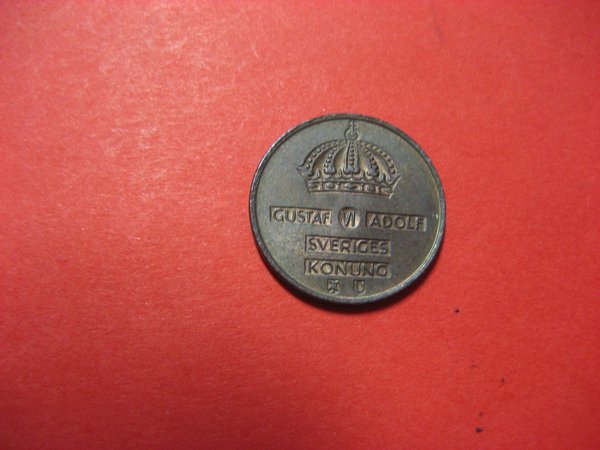 GUSTAF VI ADOLF
SVERIGES
KONUNG
U